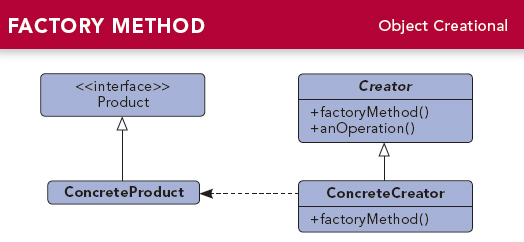 FACTORY METHOD
Object Creational
<<interface>>
Product
Creator
+factoryMethod()
+anOperation()
ConcreteProduct
ConcreteCreator
+factoryMethod()